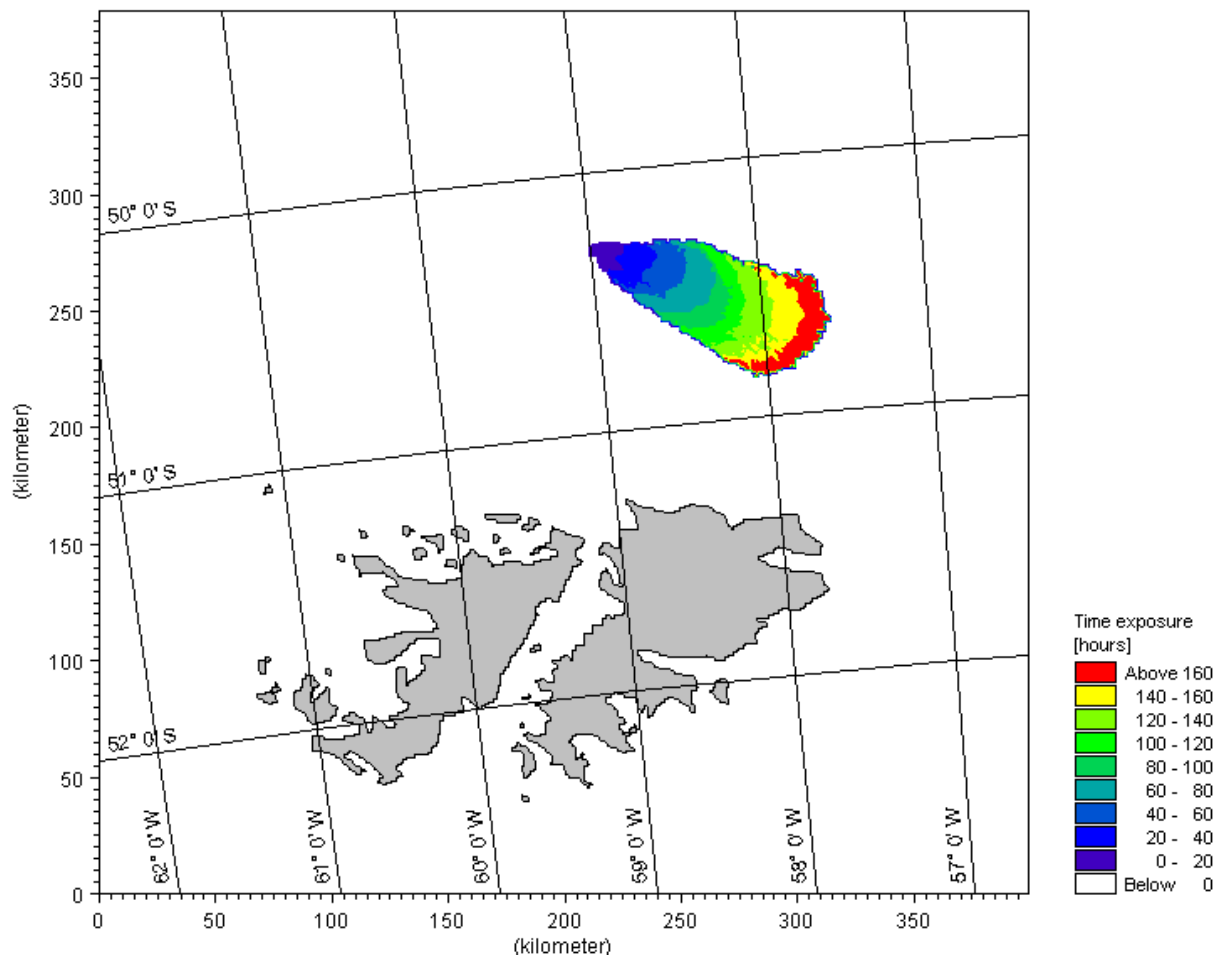 350
300
50° 0' S
250
200
(kilometer)
51° 0' S
150
100
52° 0' S
50
0
62° 0' W
61° 0' W
60° 0' W
59° 0' W
58° 0' W
57° 0' W
0 50 100 150 200 250 300 350
(kilometer)
Time exposure
[hours]
Above 160
140 - 160
120 - 140
100 - 120
80 - 100
60 - 80
40 - 60
20 - 40
0 - 20
Below 0